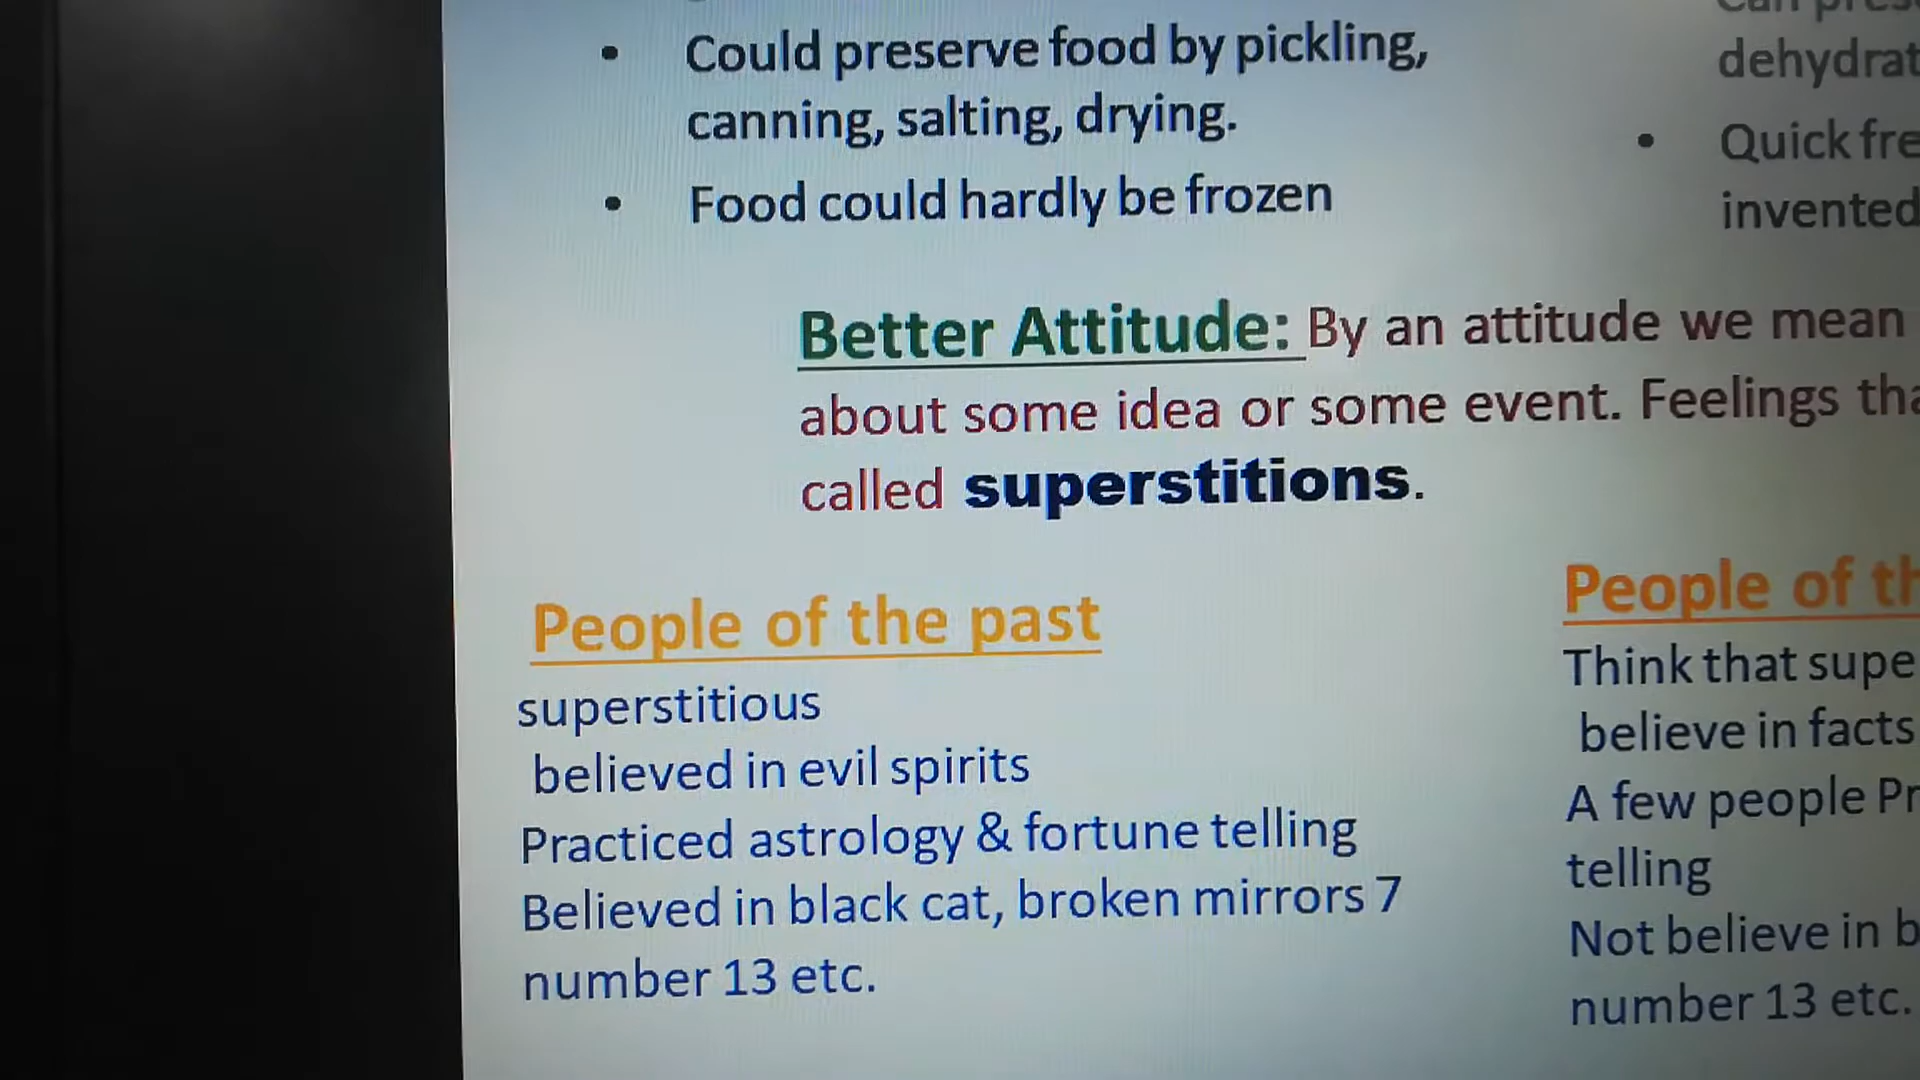 Could preserve food by pickling,
canning, salting, drying.
Food could hardly be frozen
dehydrat
Quick fre
invented
Better Attitude: By an attitude we mean
about some idea or some event. Feelings tha
called superstitions.
People of the past
superstitious
believed in evil spirits
Practiced astrology & fortune telling
Believed in black cat, broken mirrors 7
number 13 etc.
People of th
Think that supe
believe in facts
A few people Pr
telling
Not believe in b
number 13 etc.